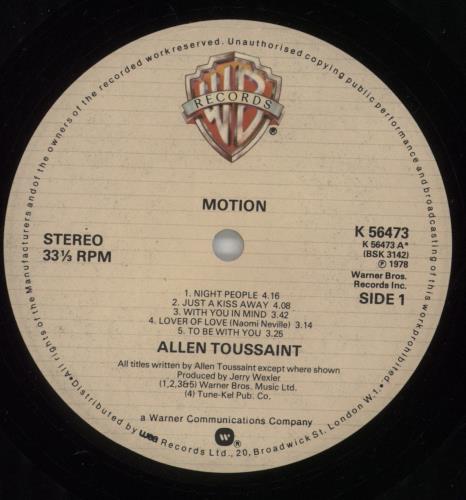 All rights of the Manufacturers and of the owners of the recorded work reserved. Unauthorised copying public performance and broadcasting of this work prohibited.
WB
RECORDS
®
MOTION
STEREO
33⅓ RPM
K 56473
K 56473 A*
(BSK 3142)
Ⓟ 1978
Warner Bros.
Records Inc.
SIDE 1
1. NIGHT PEOPLE 4.16
2. JUST A KISS AWAY 4.08
3. WITH YOU IN MIND 3.42
4. LOVER OF LOVE (Naomi Neville) 3.14
5. TO BE WITH YOU 3.25
ALLEN TOUSSAINT
All titles written by Allen Toussaint except where shown
Produced by Jerry Wexler
(1,2,3&5) Warner Bros. Music Ltd.
(4) Tune-Kel Pub. Co.
a Warner Communications Company
W®
•Distributed by wea Records Ltd., 20, Broadwick St. London W.1.•